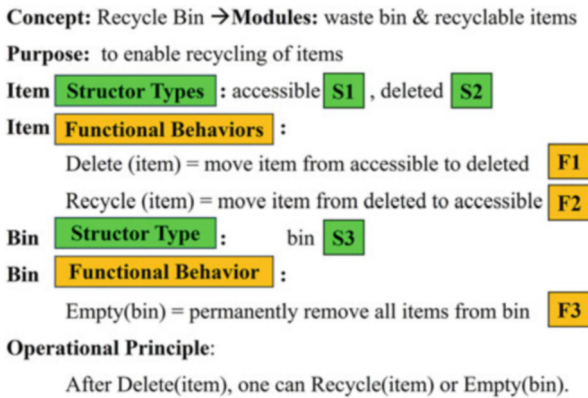 Concept: Recycle Bin → Modules: waste bin & recyclable items
Purpose: to enable recycling of items
Item Structor Types : accessible S1 , deleted S2
Item Functional Behaviors :
Delete (item) = move item from accessible to deleted F1
Recycle (item) = move item from deleted to accessible F2
Bin Structor Type : bin S3
Bin Functional Behavior :
Empty(bin) = permanently remove all items from bin F3
Operational Principle:
After Delete(item), one can Recycle(item) or Empty(bin).